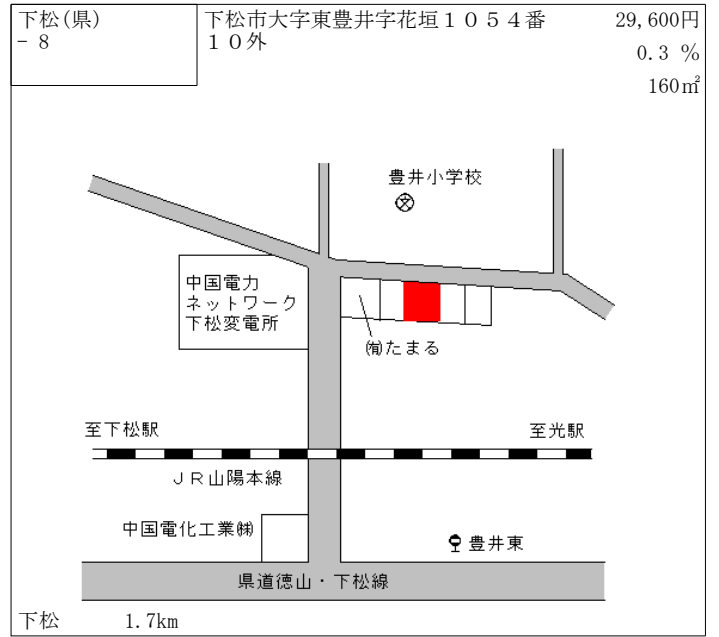 下松(県)
- 8
下松市大字東豊井字花垣１０５４番
１０外
29,600円
0.3 %
160㎡
豊井小学校
中国電力
ネットワーク
下松変電所
㈲たまる
至下松駅
至光駅
ＪＲ山陽本線
中国電化工業㈱
豊井東
県道徳山・下松線
下松 1.7km